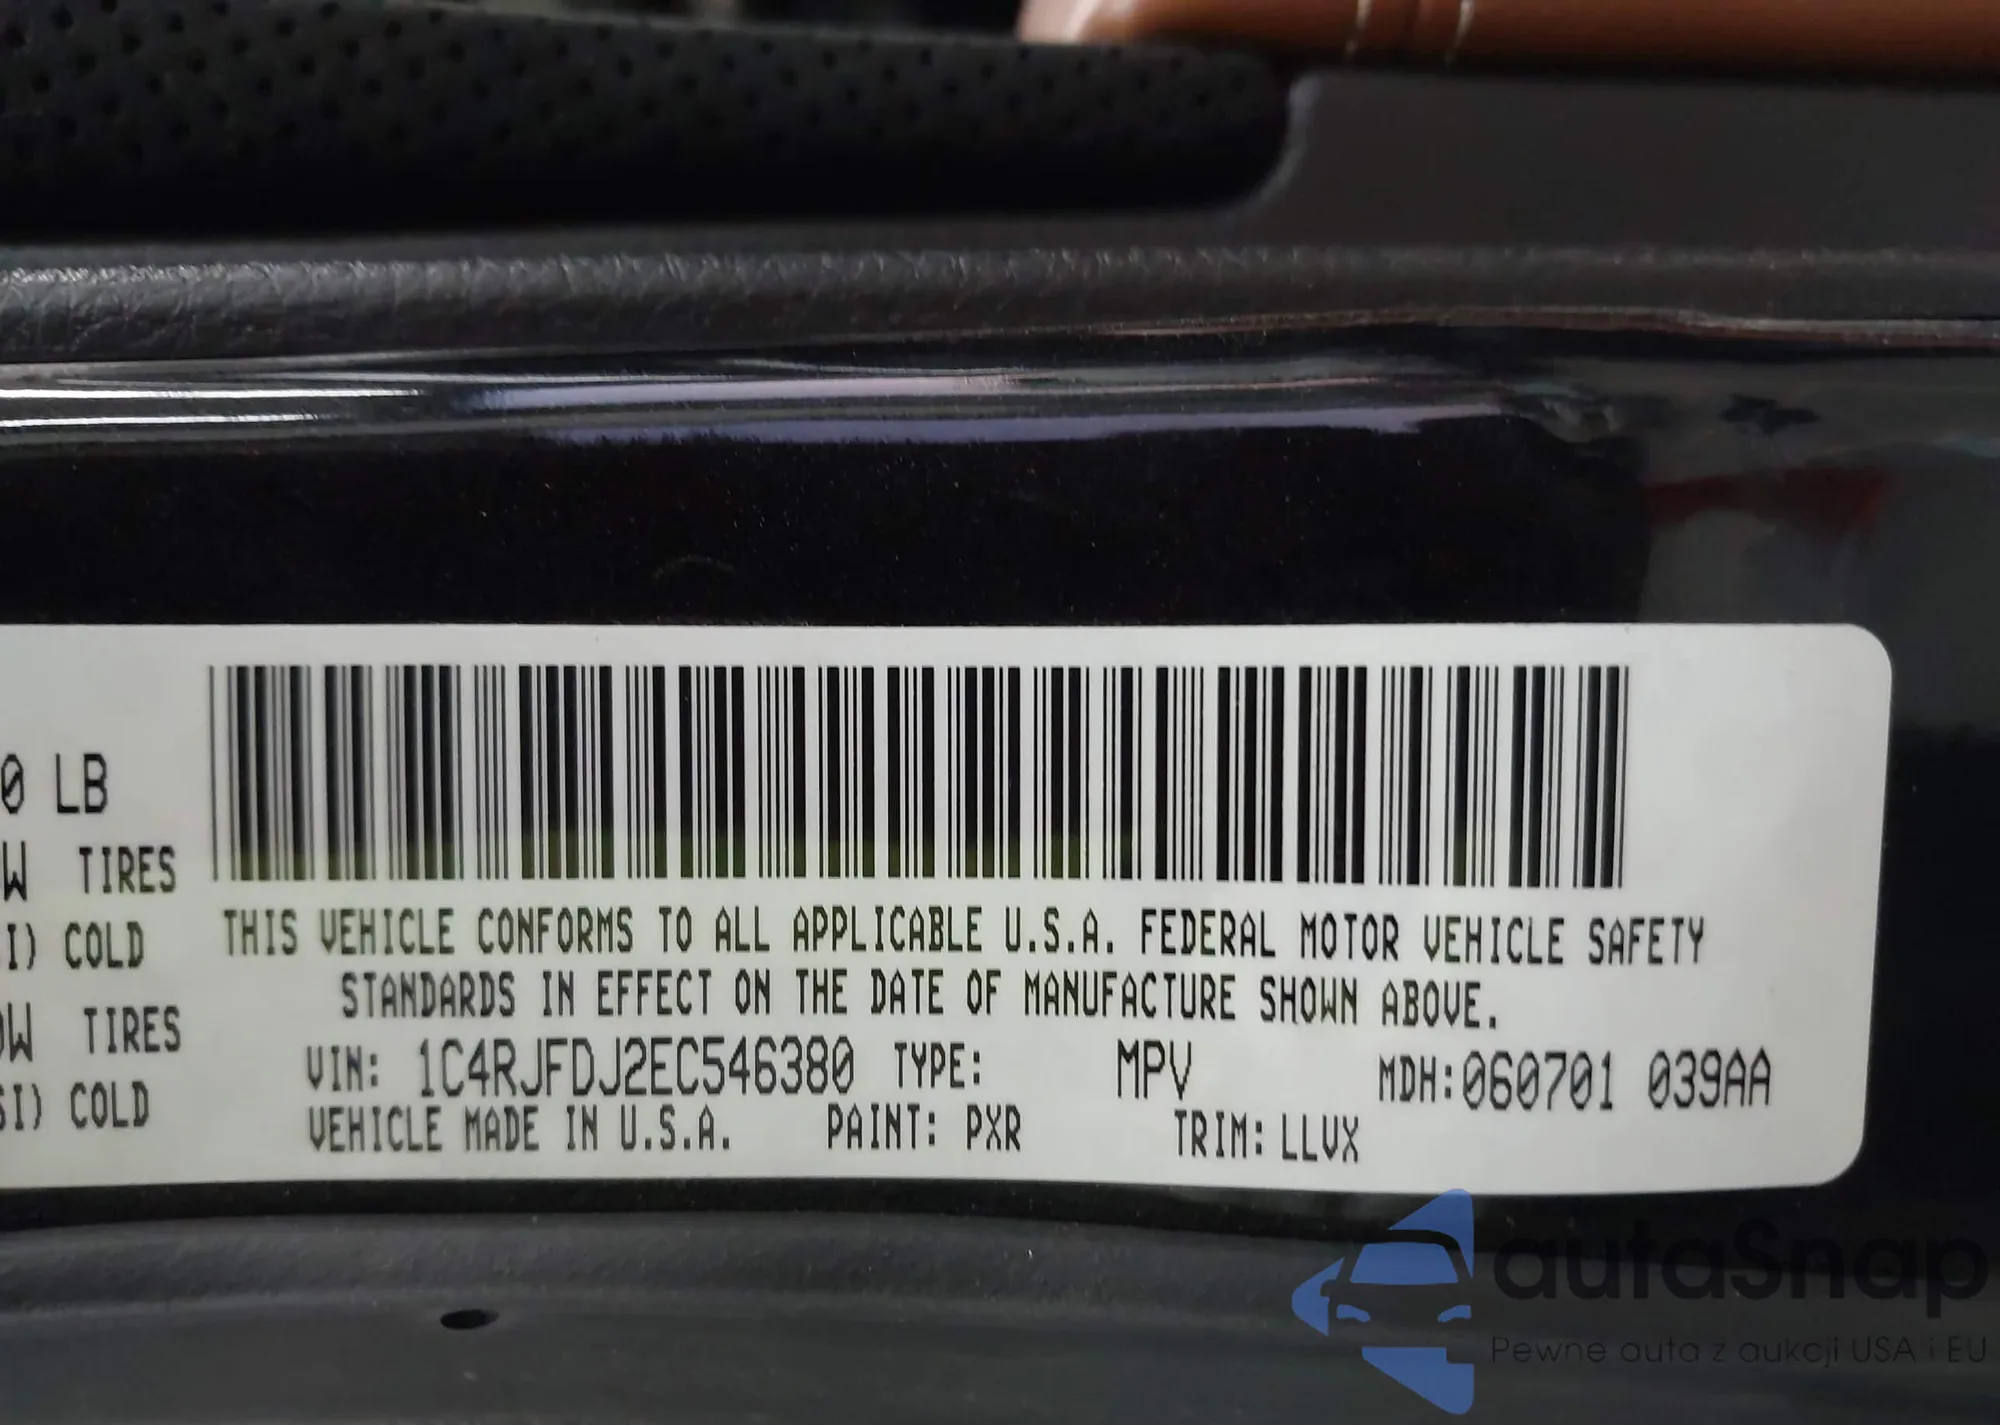 0 LB
W TIRES
SI) COLD
OW TIRES
SI) COLD
THIS VEHICLE CONFORMS TO ALL APPLICABLE U.S.A. FEDERAL MOTOR VEHICLE SAFETY
STANDARDS IN EFFECT ON THE DATE OF MANUFACTURE SHOWN ABOVE.
VIN: 1C4RJFDJ2EC546380 TYPE: MPV MDH:060701 039AA
VEHICLE MADE IN U.S.A. PAINT: PXR TRIM: LLVX
autaSnap
Pewne auta z aukcji USA i EU